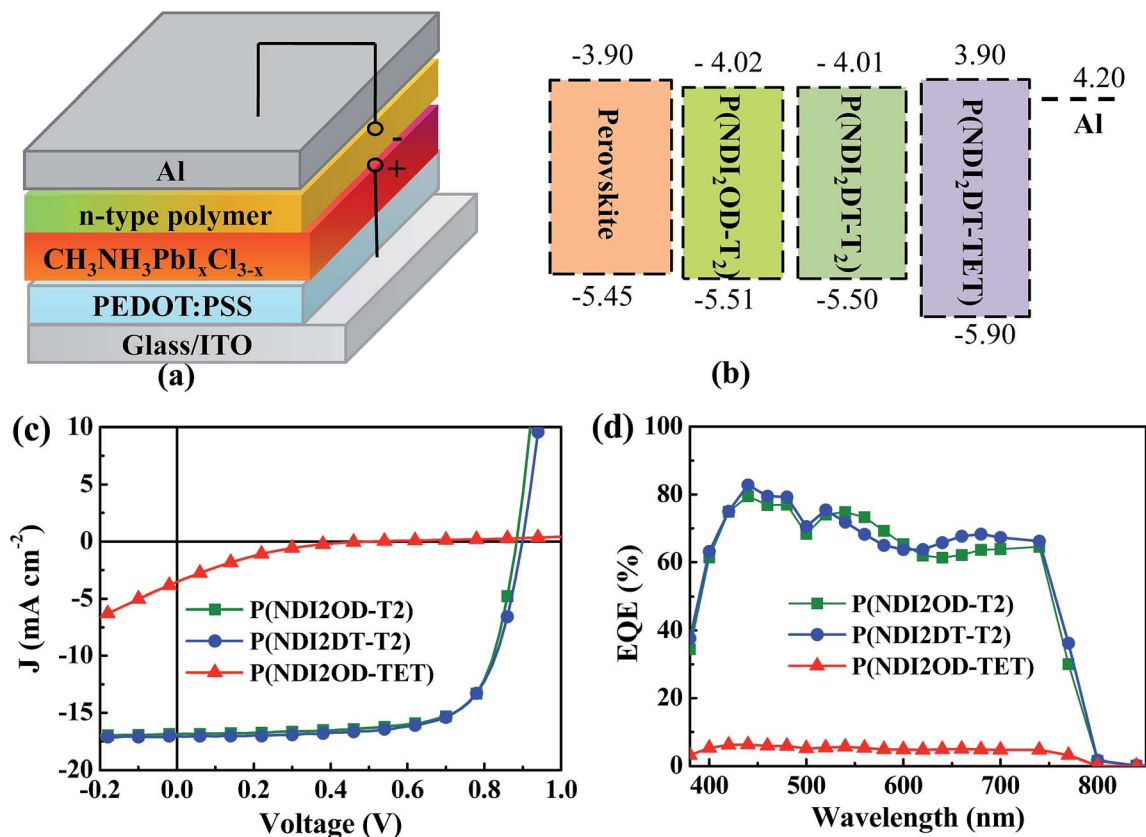 (a)
Al
n-type polymer
CH₃NH₃PbIₓCl₃₋ₓ
PEDOT:PSS
Glass/ITO
-
+
-3.90
- 4.02
- 4.01
3.90
4.20
Al
Perovskite
P(NDI₂OD-T₂)
P(NDI₂DT-T₂)
P(NDI₂DT-TET)
-5.45
-5.51
-5.50
-5.90
(b)
(c)
J (mA cm⁻²)
10
5
0
-5
-10
-15
-20
P(NDI2OD-T2)
P(NDI2DT-T2)
P(NDI2OD-TET)
-0.2 0.0 0.2 0.4 0.6 0.8 1.0
Voltage (V)
(d)
EQE (%)
100
80
60
40
20
0
P(NDI2OD-T2)
P(NDI2DT-T2)
P(NDI2OD-TET)
400 500 600 700 800
Wavelength (nm)